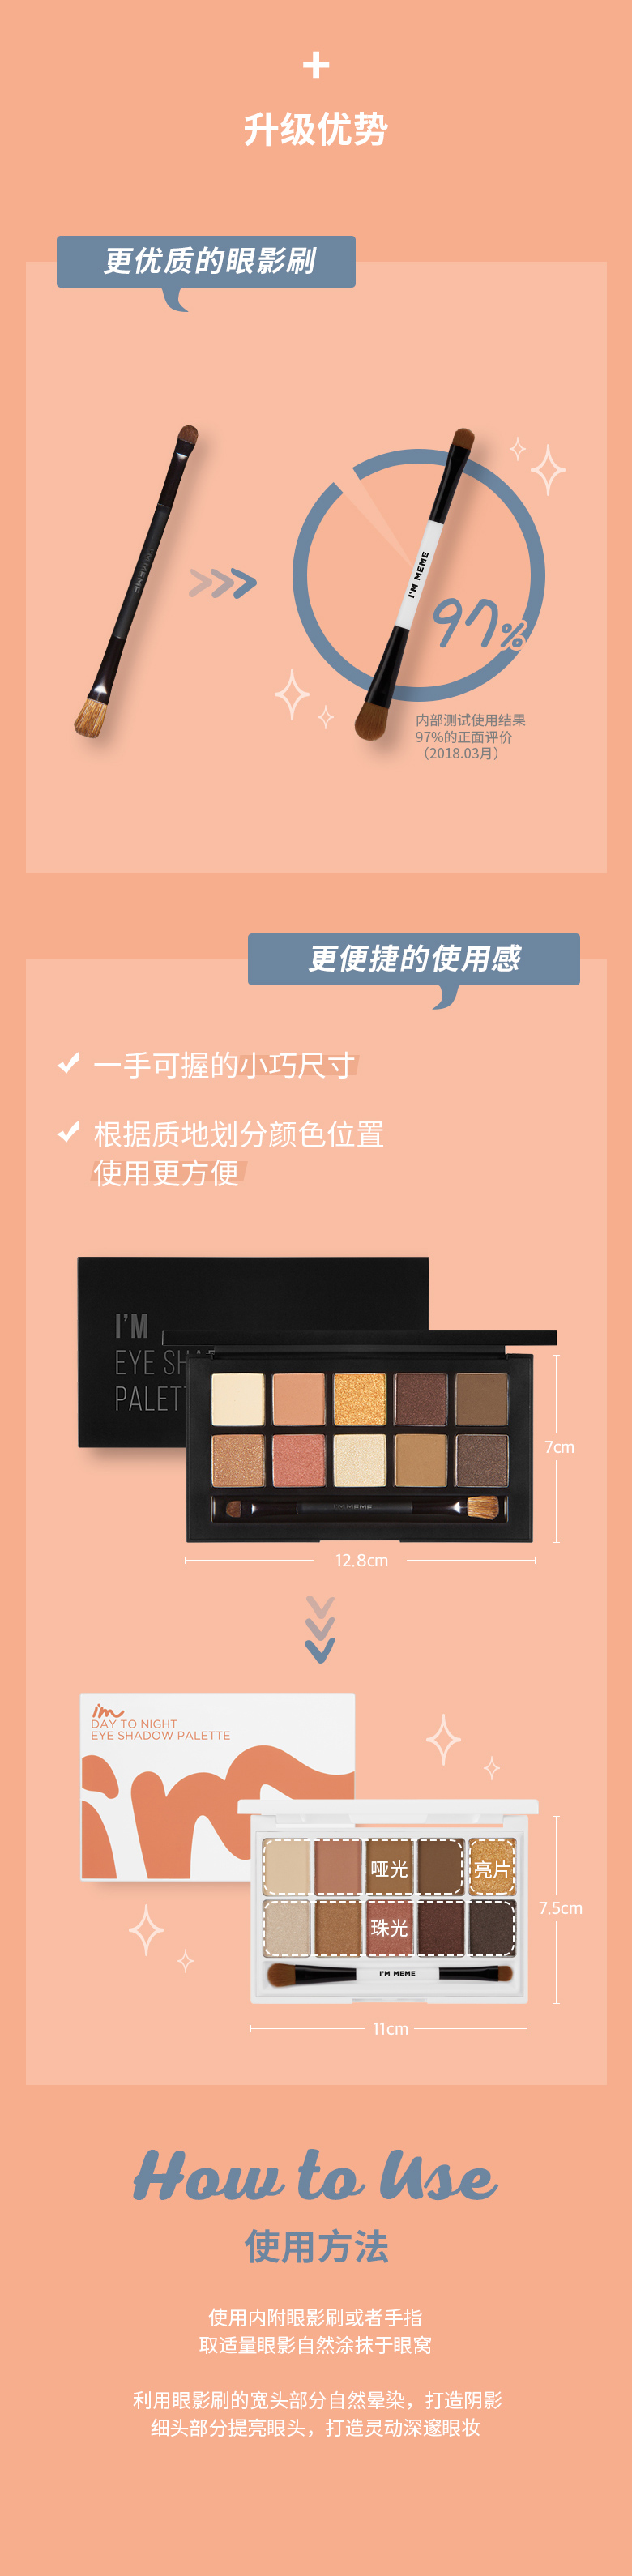 +
升级优势
更优质的眼影刷
I'M MEME
I'M MEME
97%
内部测试使用结果
97%的正面评价
（2018.03月）
更便捷的使用感
一手可握的小巧尺寸
根据质地划分颜色位置
使用更方便
I'M
EYE SHA
PALET
I'M MEME
7cm
12.8cm
i'm
DAY TO NIGHT
EYE SHADOW PALETTE
哑光
亮片
珠光
I'M MEME
7.5cm
11cm
How to Use
使用方法
使用内附眼影刷或者手指
取适量眼影自然涂抹于眼窝
利用眼影刷的宽头部分自然晕染，打造阴影
细头部分提亮眼头，打造灵动深邃眼妆